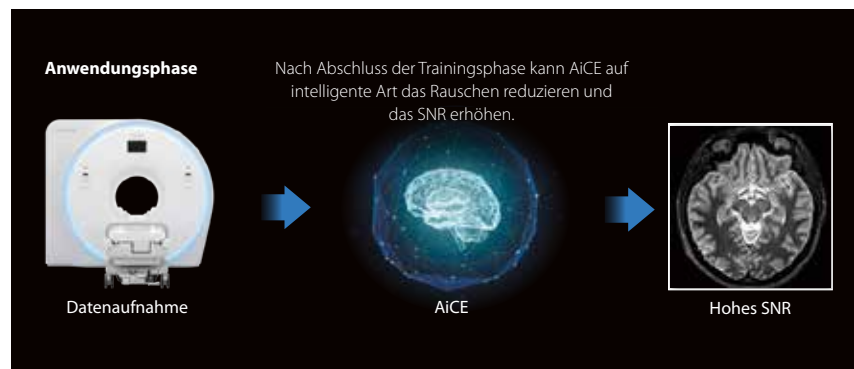 Anwendungsphase
Nach Abschluss der Trainingsphase kann AiCE auf
intelligente Art das Rauschen reduzieren und
das SNR erhöhen.
Datenaufnahme
AiCE
Hohes SNR